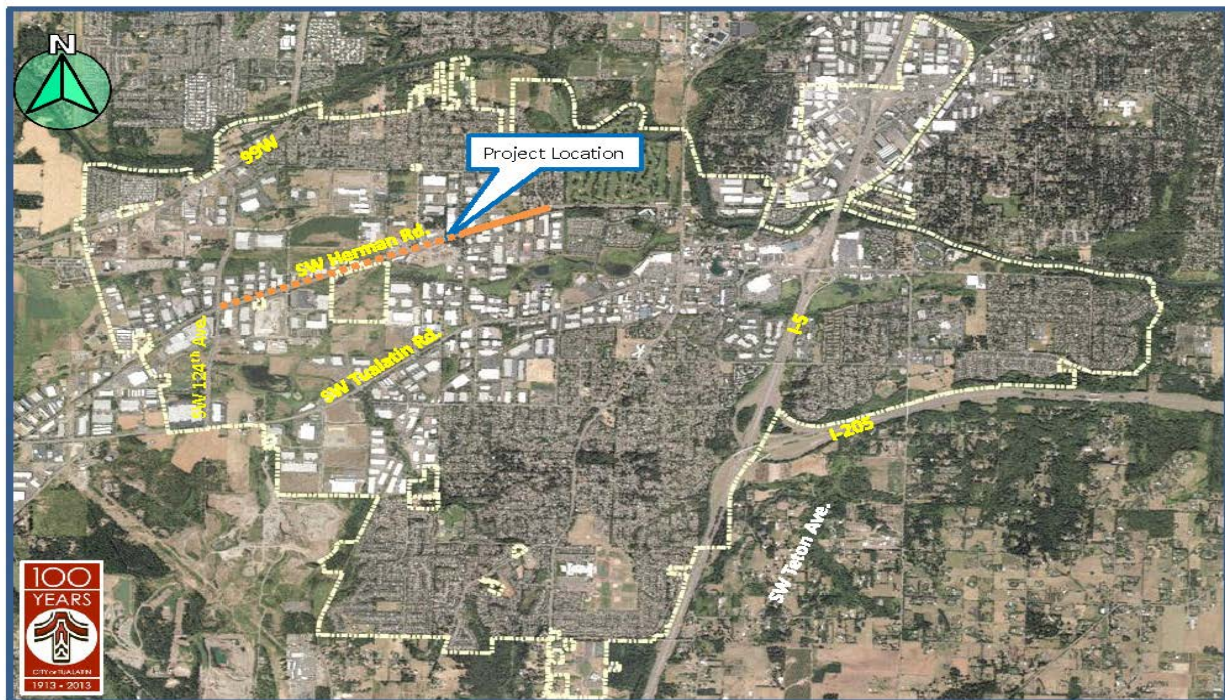 N
99W
Project Location
SW Herman Rd.
SW 124th Ave.
SW Tualatin Rd.
I-5
I-205
SW Teton Ave.
100
YEARS
CITY OF TUALATIN
1913 - 2013